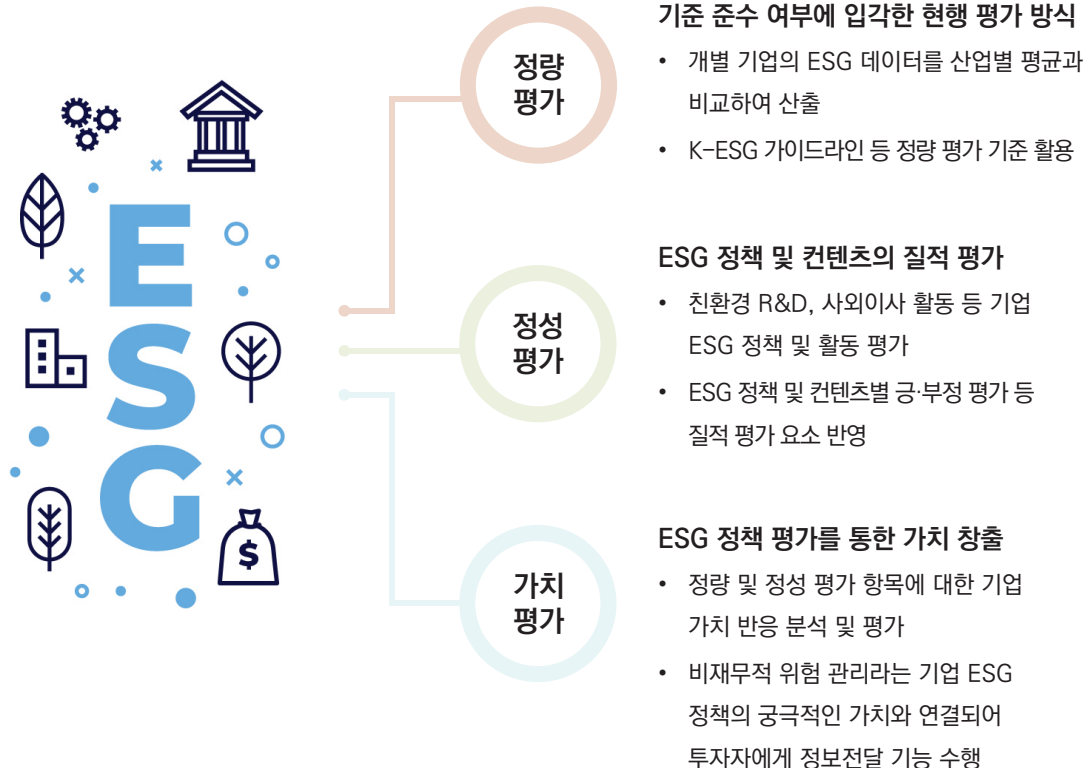 E
S
G
$
정량
평가
기준 준수 여부에 입각한 현행 평가 방식
• 개별 기업의 ESG 데이터를 산업별 평균과
비교하여 산출
• K-ESG 가이드라인 등 정량 평가 기준 활용
정성
평가
ESG 정책 및 컨텐츠의 질적 평가
• 친환경 R&D, 사외이사 활동 등 기업
ESG 정책 및 활동 평가
• ESG 정책 및 컨텐츠별 긍·부정 평가 등
질적 평가 요소 반영
가치
평가
ESG 정책 평가를 통한 가치 창출
• 정량 및 정성 평가 항목에 대한 기업
가치 반응 분석 및 평가
• 비재무적 위험 관리라는 기업 ESG
정책의 궁극적인 가치와 연결되어
투자자에게 정보전달 기능 수행